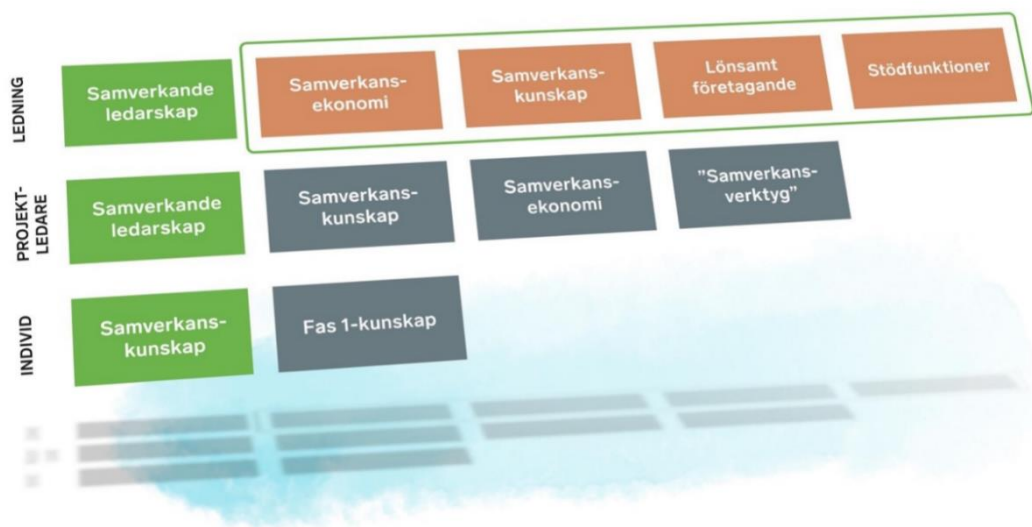 LEDNING
Samverkande
ledarskap
Samverkans-
ekonomi
Samverkans-
kunskap
Lönsamt
företagande
Stödfunktioner
PROJEKT-
LEDARE
Samverkande
ledarskap
Samverkans-
kunskap
Samverkans-
ekonomi
”Samverkans-
verktyg”
INDIVID
Samverkans-
kunskap
Fas 1-kunskap